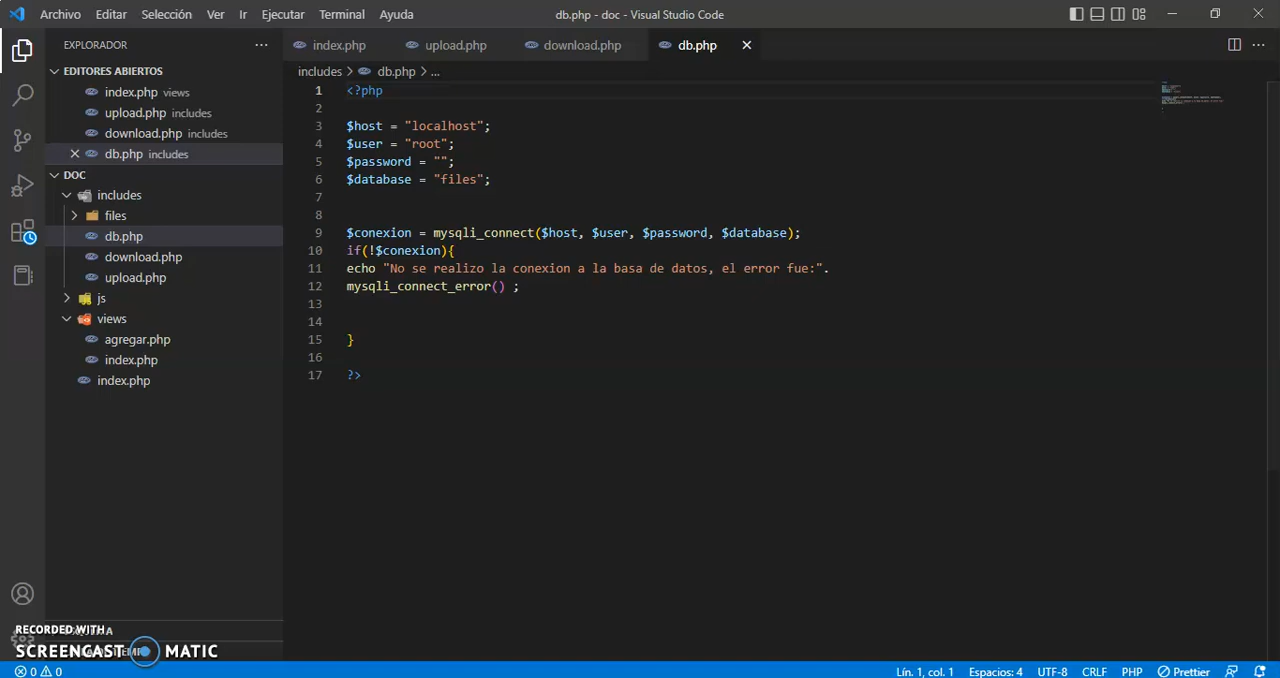 Archivo Editar Selección Ver Ir Ejecutar Terminal Ayuda db.php - doc - Visual Studio Code
EXPLORADOR
EDITORES ABIERTOS
index.php views
upload.php includes
download.php includes
db.php includes
DOC
includes
files
db.php
download.php
upload.php
js
views
agregar.php
index.php
index.php
index.php upload.php download.php db.php
includes > db.php > ...
1 <?php
2
3 $host = "localhost";
4 $user = "root";
5 $password = "";
6 $database = "files";
7
8
9 $conexion = mysqli_connect($host, $user, $password, $database);
10 if(!$conexion){
11 echo "No se realizo la conexion a la basa de datos, el error fue:".
12 mysqli_connect_error() ;
13
14
15 }
16
17 ?>
RECORDED WITH
SCREENCAST MATIC
0 0 Lín. 1, col. 1 Espacios: 4 UTF-8 CRLF PHP Prettier